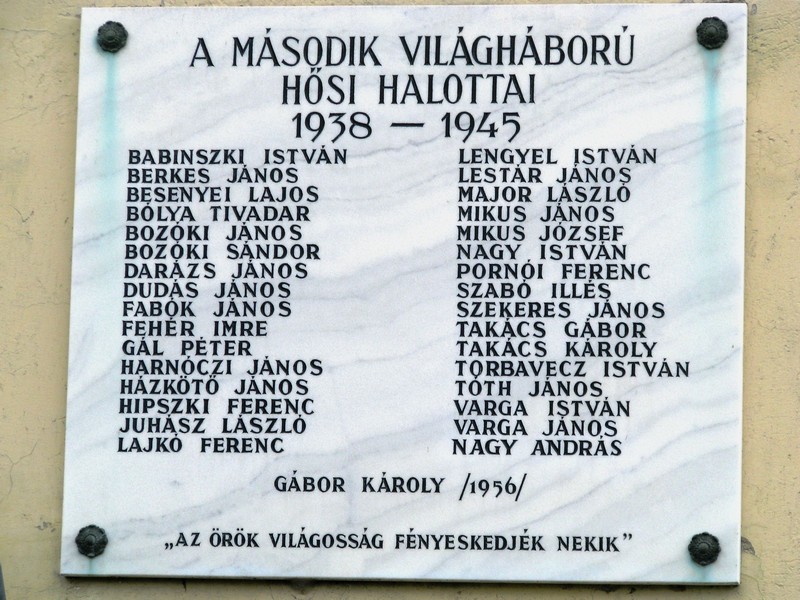 A MÁSODIK VILÁGHÁBORÚ
HŐSI HALOTTAI
1938 — 1945
BABINSZKI ISTVÁN
BERKES JÁNOS
BESENYEI LAJOS
BÓLYA TIVADAR
BOZÓKI JÁNOS
BOZÓKI SÁNDOR
DARÁZS JÁNOS
DUDÁS JÁNOS
FABÓK JÁNOS
FEHÉR IMRE
GÁL PÉTER
HARNÓCZI JÁNOS
HÁZKÖTŐ JÁNOS
HIPSZKI FERENC
JUHÁSZ LÁSZLÓ
LAJKÓ FERENC
LENGYEL ISTVÁN
LESTÁR JÁNOS
MAJOR LÁSZLÓ
MIKUS JÁNOS
MIKUS JÓZSEF
NAGY ISTVÁN
PORNÓI FERENC
SZABÓ ILLÉS
SZEKERES JÁNOS
TAKÁCS GÁBOR
TAKÁCS KÁROLY
TORBAVECZ ISTVÁN
TÓTH JÁNOS
VARGA ISTVÁN
VARGA JÁNOS
NAGY ANDRÁS
GÁBOR KÁROLY /1956/
„AZ ÖRÖK VILÁGOSSÁG FÉNYESKEDJÉK NEKIK”